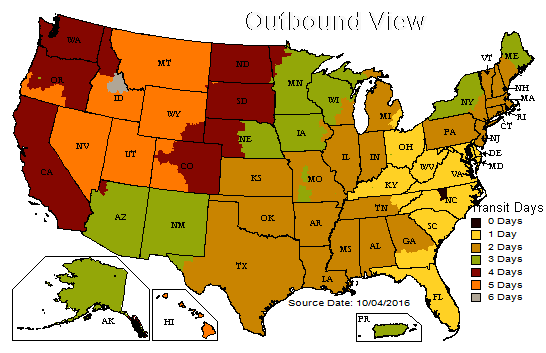 Outbound View
WA
OR
CA
NV
ID
MT
WY
UT
CO
AZ
NM
ND
SD
NE
KS
OK
TX
MN
IA
MO
AR
LA
WI
IL
IN
MI
OH
KY
TN
MS
AL
GA
FL
SC
NC
VA
WV
PA
NY
ME
VT
NH
MA
RI
CT
NJ
DE
MD
AK
HI
PR
Transit Days
0 Days
1 Day
2 Days
3 Days
4 Days
5 Days
6 Days
Source Date: 10/04/2016